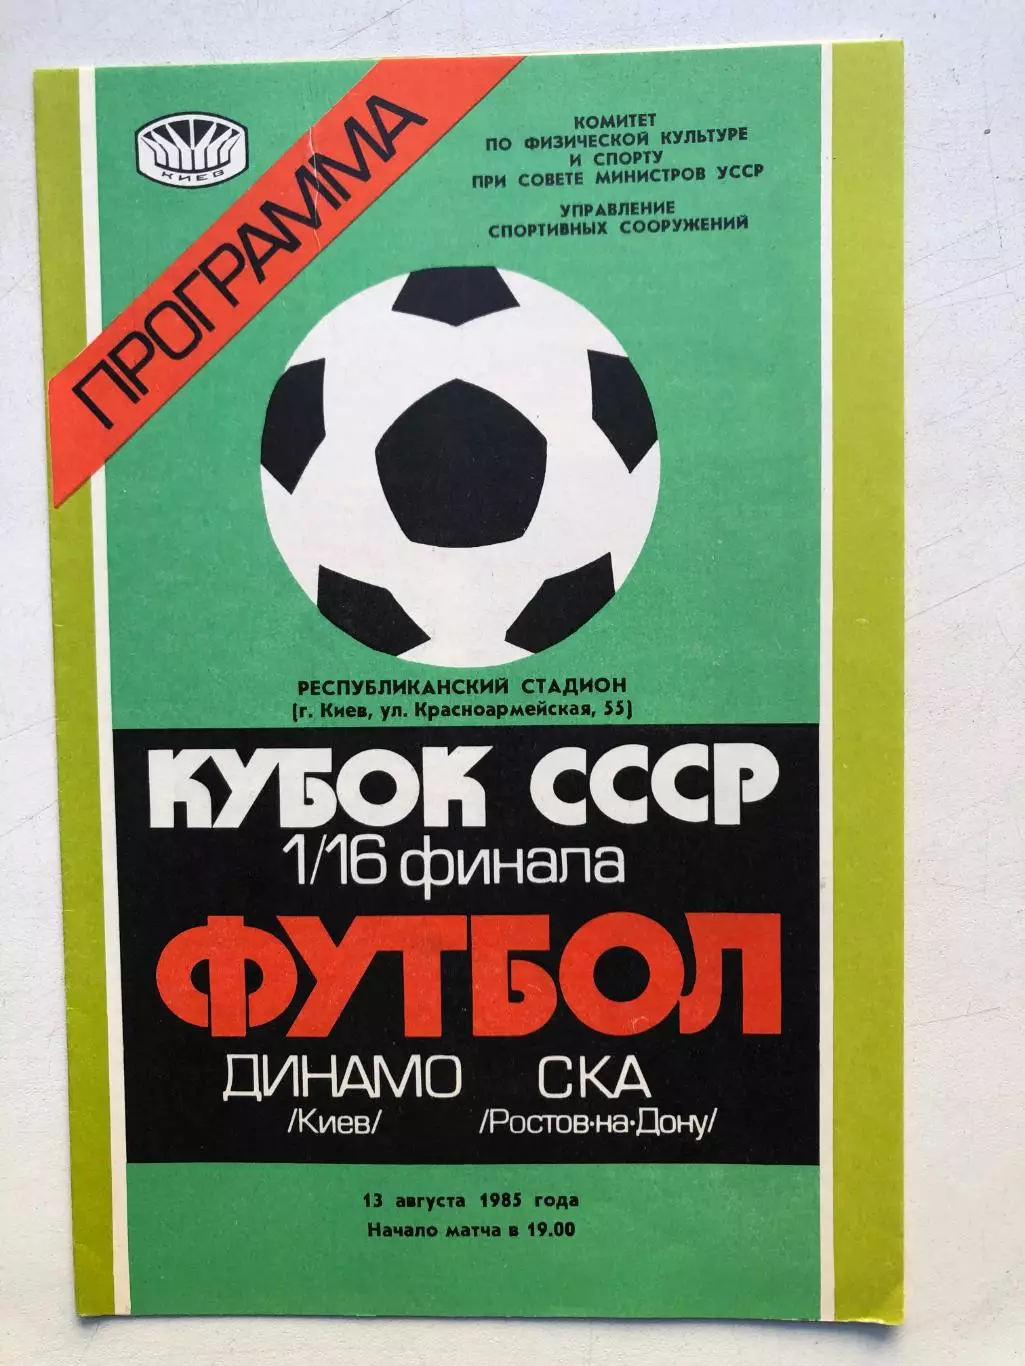 КИЕВ
ПРОГРАММА
КОМИТЕТ
ПО ФИЗИЧЕСКОЙ КУЛЬТУРЕ
И СПОРТУ
ПРИ СОВЕТЕ МИНИСТРОВ УССР
УПРАВЛЕНИЕ
СПОРТИВНЫХ СООРУЖЕНИЙ
РЕСПУБЛИКАНСКИЙ СТАДИОН
(г. Киев, ул. Красноармейская, 55)
КУБОК СССР
1/16 финала
ФУТБОЛ
ДИНАМО СКА
/Киев/ /Ростов-на-Дону/
13 августа 1985 года
Начало матча в 19.00